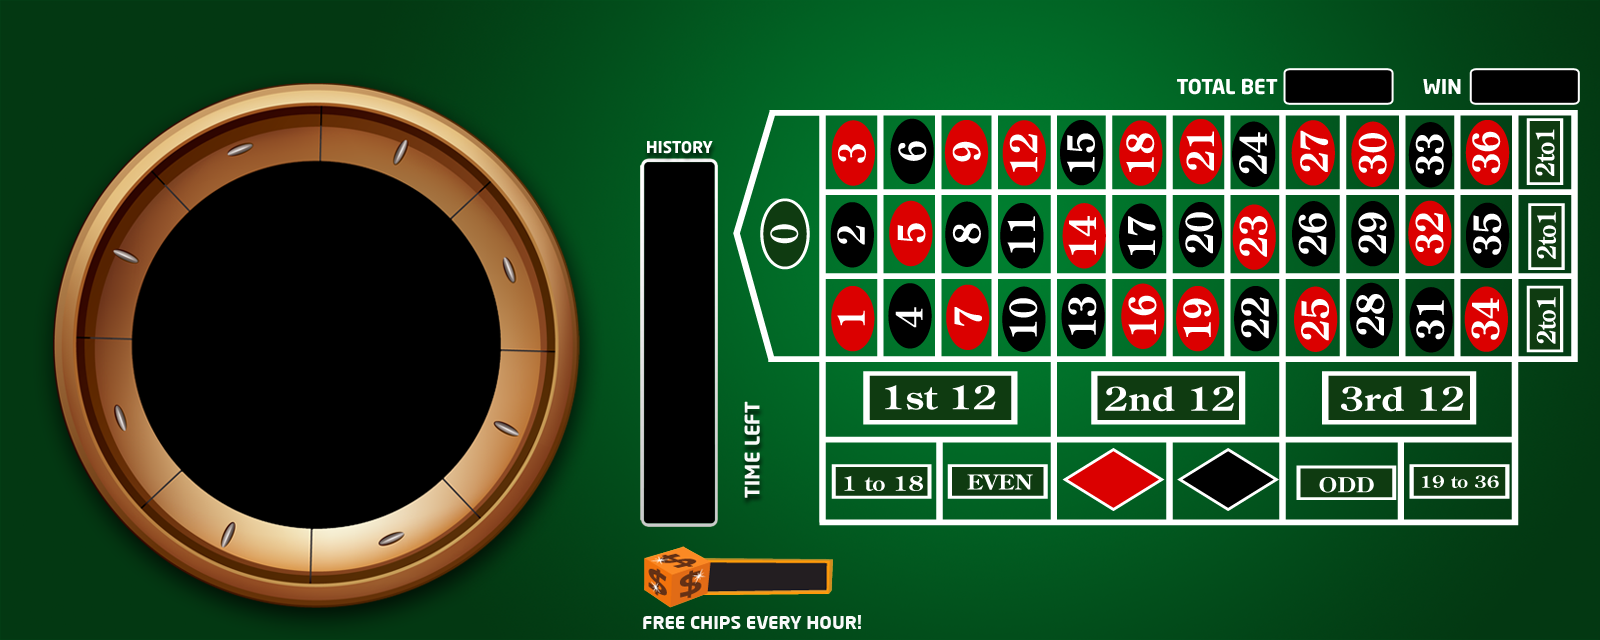 TOTAL BET
WIN
HISTORY
3 6 9 12 15 18 21 24 27 30 33 36 2to1
0
2 5 8 11 14 17 20 23 26 29 32 35 2to1
1 4 7 10 13 16 19 22 25 28 31 34 2to1
1st 12 2nd 12 3rd 12
TIME LEFT
1 to 18 EVEN ODD 19 to 36
$ $ $
FREE CHIPS EVERY HOUR!